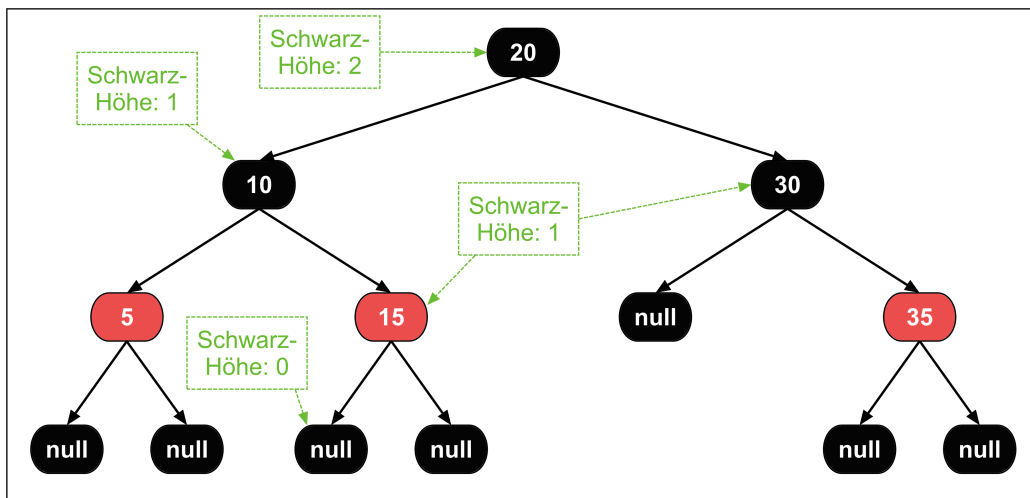 Schwarz-
Höhe: 2
20
Schwarz-
Höhe: 1
10
30
Schwarz-
Höhe: 1
5
15
null
35
Schwarz-
Höhe: 0
null
null
null
null
null
null